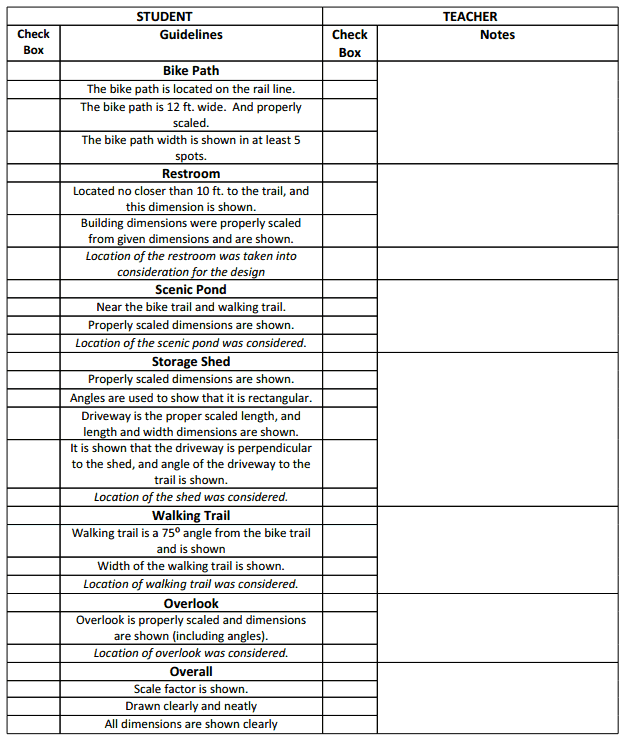 STUDENT TEACHER
Check Guidelines Check Notes
Box Box
Bike Path
The bike path is located on the rail line.
The bike path is 12 ft. wide.  And properly
scaled.
The bike path width is shown in at least 5
spots.
Restroom
Located no closer than 10 ft. to the trail, and
this dimension is shown.
Building dimensions were properly scaled
from given dimensions and are shown.
Location of the restroom was taken into
consideration for the design
Scenic Pond
Near the bike trail and walking trail.
Properly scaled dimensions are shown.
Location of the scenic pond was considered.
Storage Shed
Properly scaled dimensions are shown.
Angles are used to show that it is rectangular.
Driveway is the proper scaled length, and
length and width dimensions are shown.
It is shown that the driveway is perpendicular
to the shed, and angle of the driveway to the
trail is shown.
Location of the shed was considered.
Walking Trail
Walking trail is a 75⁰ angle from the bike trail
and is shown
Width of the walking trail is shown.
Location of walking trail was considered.
Overlook
Overlook is properly scaled and dimensions
are shown (including angles).
Location of overlook was considered.
Overall
Scale factor is shown.
Drawn clearly and neatly
All dimensions are shown clearly